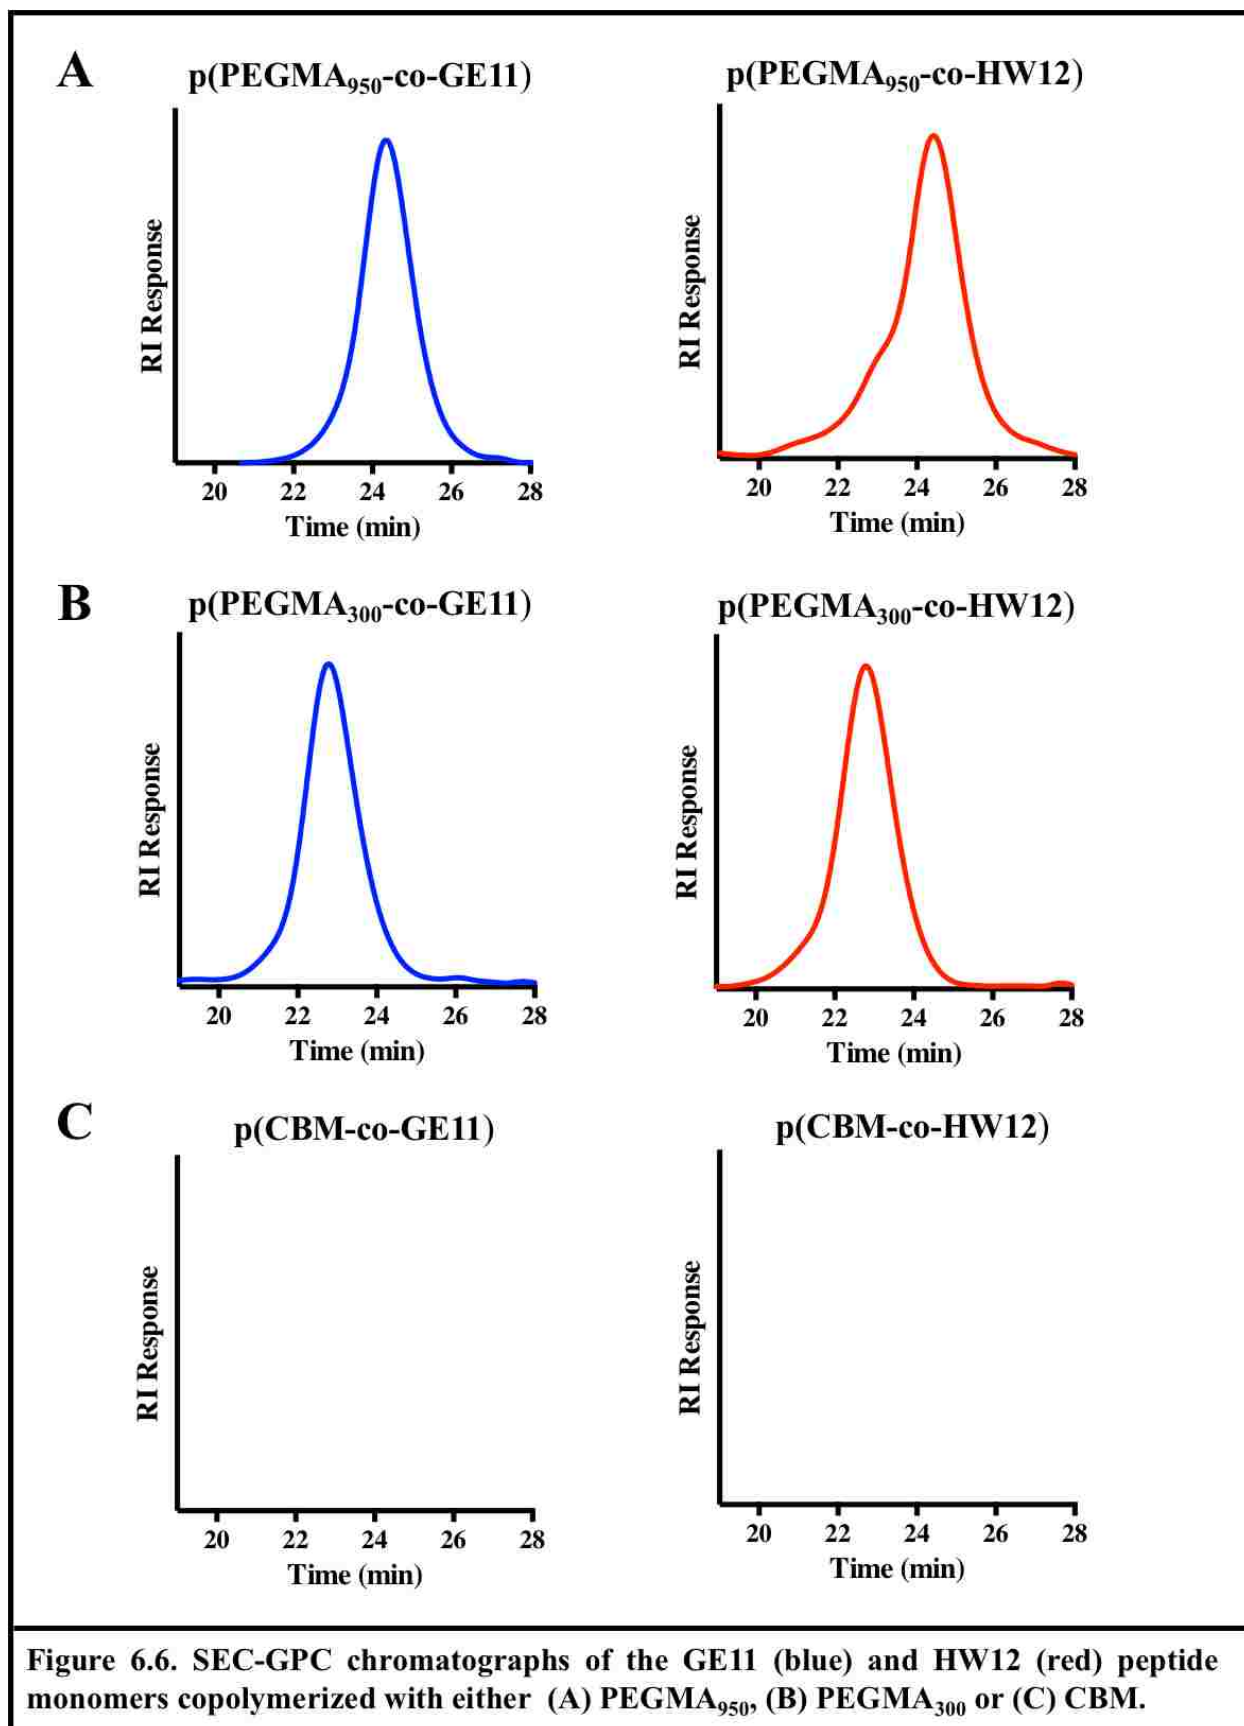 A
p(PEGMA950-co-GE11)
p(PEGMA950-co-HW12)
RI Response
RI Response
20 22 24 26 28
20 22 24 26 28
Time (min)
Time (min)
B
p(PEGMA300-co-GE11)
p(PEGMA300-co-HW12)
RI Response
RI Response
20 22 24 26 28
20 22 24 26 28
Time (min)
Time (min)
C
p(CBM-co-GE11)
p(CBM-co-HW12)
RI Response
RI Response
20 22 24 26 28
20 22 24 26 28
Time (min)
Time (min)
Figure 6.6. SEC-GPC chromatographs of the GE11 (blue) and HW12 (red) peptide
monomers copolymerized with either (A) PEGMA950, (B) PEGMA300 or (C) CBM.